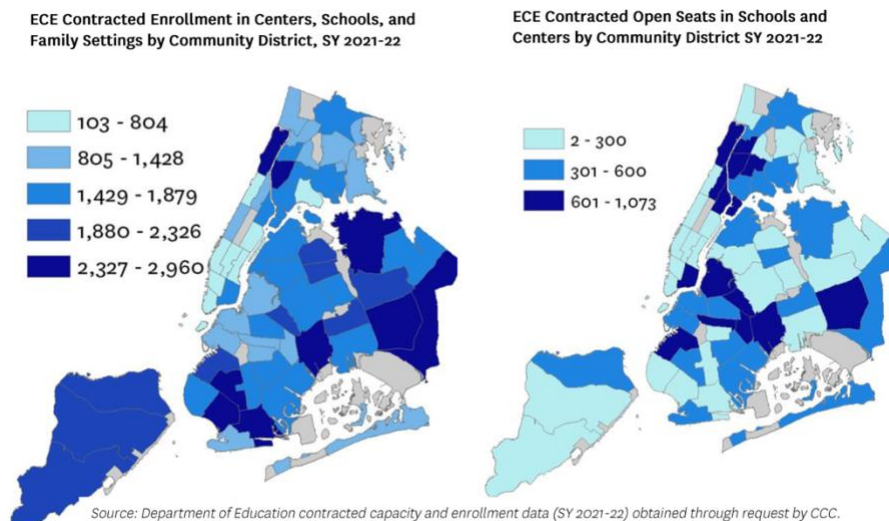 ECE Contracted Enrollment in Centers, Schools, and
Family Settings by Community District, SY 2021-22
103 - 804
805 - 1,428
1,429 - 1,879
1,880 - 2,326
2,327 - 2,960
ECE Contracted Open Seats in Schools and
Centers by Community District SY 2021-22
2 - 300
301 - 600
601 - 1,073
Source: Department of Education contracted capacity and enrollment data (SY 2021-22) obtained through request by CCC.